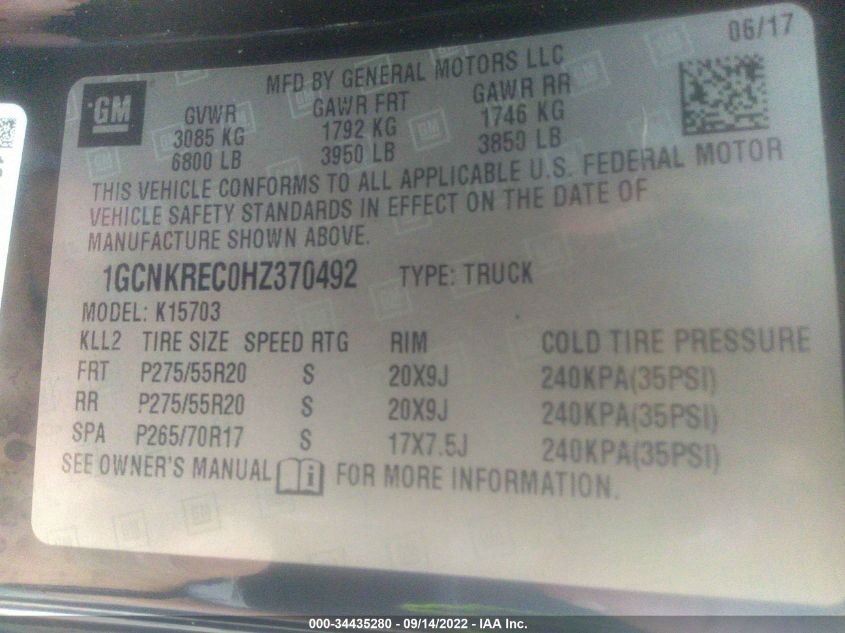 06/17
MFD BY GENERAL MOTORS LLC
GM
GVWR GAWR FRT GAWR RR
3085 KG 1792 KG 1746 KG
6800 LB 3950 LB 3850 LB
THIS VEHICLE CONFORMS TO ALL APPLICABLE U.S. FEDERAL MOTOR
VEHICLE SAFETY STANDARDS IN EFFECT ON THE DATE OF
MANUFACTURE SHOWN ABOVE.
1GCNKREC0HZ370492 TYPE: TRUCK
MODEL: K15703
KLL2 TIRE SIZE SPEED RTG RIM COLD TIRE PRESSURE
FRT P275/55R20 S 20X9J 240KPA(35PSI)
RR P275/55R20 S 20X9J 240KPA(35PSI)
SPA P265/70R17 S 17X7.5J 240KPA(35PSI)
SEE OWNER'S MANUAL FOR MORE INFORMATION.
000-34435280 - 09/14/2022 - IAA Inc.